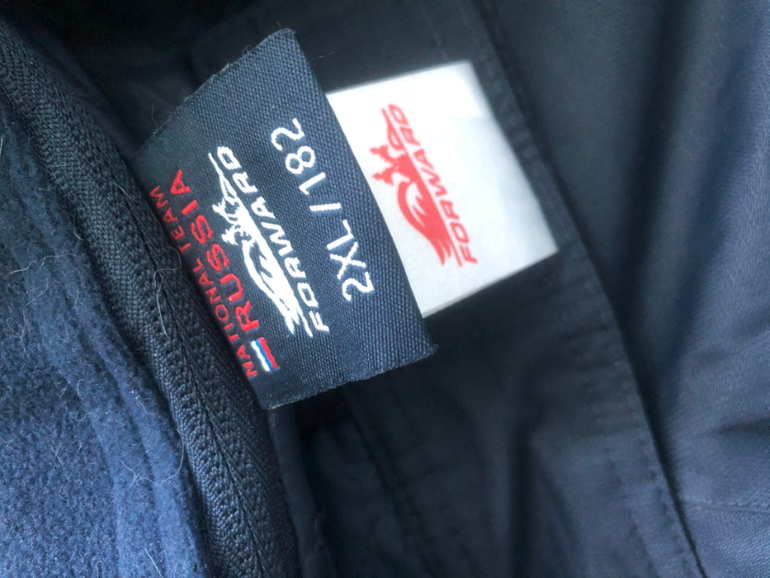 NATIONAL TEAM
RUSSIA
FORWARD
2XL / 182
FORWARD